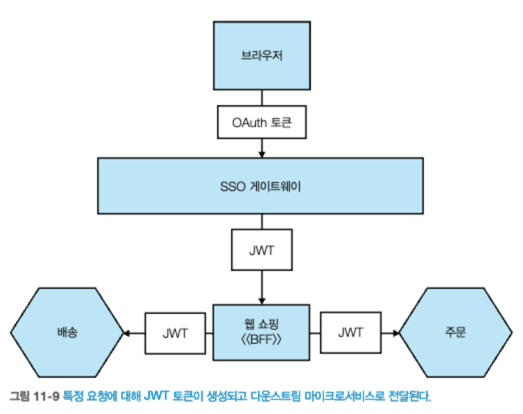 브라우저
OAuth 토큰
SSO 게이트웨이
JWT
배송
JWT
웹 쇼핑
《BFF》
JWT
주문
그림 11-9 특정 요청에 대해 JWT 토큰이 생성되고 다운스트림 마이크로서비스로 전달된다.